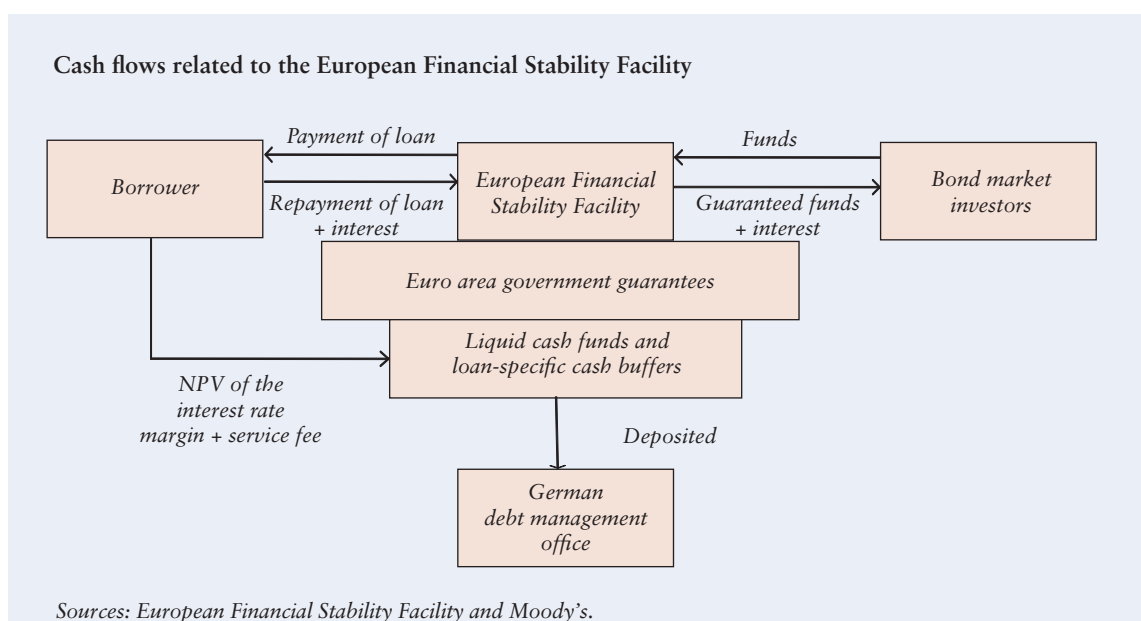 Cash flows related to the European Financial Stability Facility
Payment of loan
Funds
Borrower
European Financial
Stability Facility
Bond market
investors
Repayment of loan
+ interest
Guaranteed funds
+ interest
Euro area government guarantees
Liquid cash funds and
loan-specific cash buffers
NPV of the
interest rate
margin + service fee
Deposited
German
debt management
office
Sources: European Financial Stability Facility and Moody's.